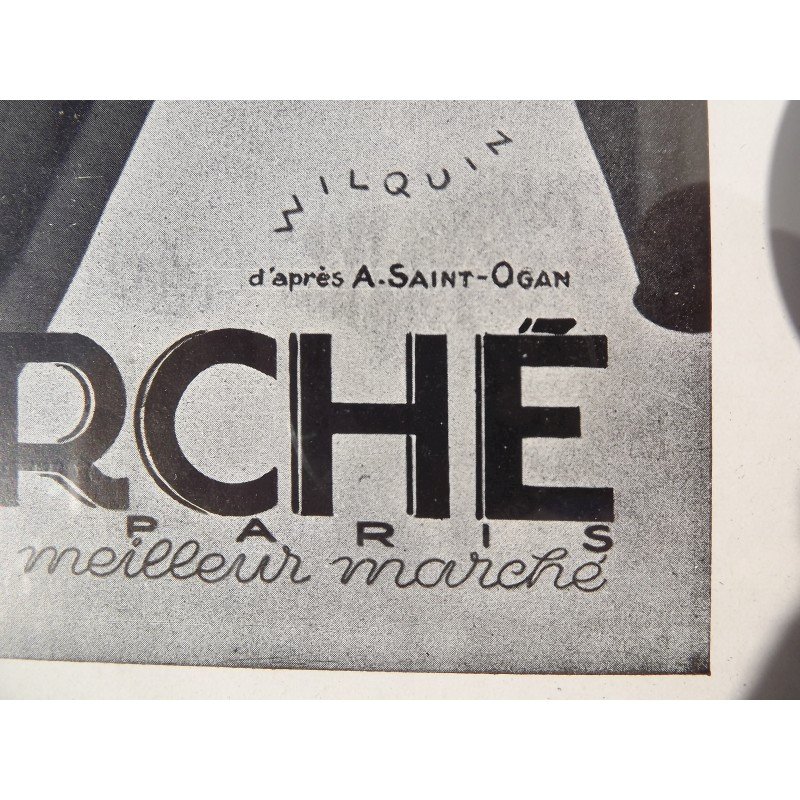 WILQUIN
d'après A. SAINT-OGAN
RCHÉ
PARIS
meilleur marché